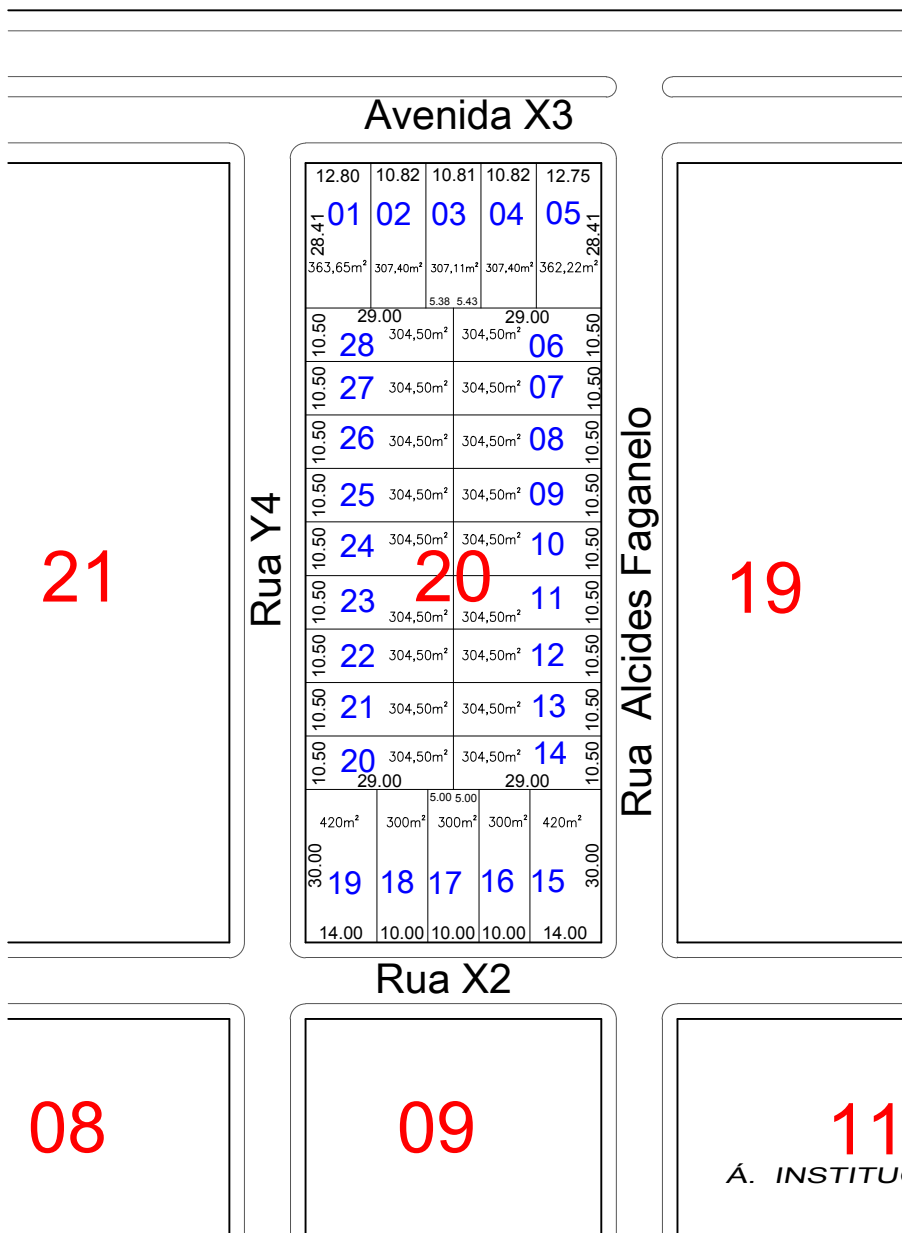 Avenida X3
12.80 10.82 10.81 10.82 12.75
01 02 03 04 05
28.41 28.41
363,65m² 307,40m² 307,11m² 307,40m² 362,22m²
5.38 5.43
29.00 29.00
10.50 28 304,50m² 304,50m² 06 10.50
10.50 27 304,50m² 304,50m² 07 10.50
10.50 26 304,50m² 304,50m² 08 10.50
10.50 25 304,50m² 304,50m² 09 10.50
10.50 24 304,50m² 304,50m² 10 10.50
21
Rua Y4
20
Rua Alcides Faganelo
19
10.50 23 304,50m² 304,50m² 11 10.50
10.50 22 304,50m² 304,50m² 12 10.50
10.50 21 304,50m² 304,50m² 13 10.50
10.50 20 304,50m² 304,50m² 14 10.50
29.00 29.00
5.00 5.00
420m² 300m² 300m² 300m² 420m²
30.00 19 18 17 16 15 30.00
14.00 10.00 10.00 10.00 14.00
Rua X2
08 09 11
Á. INSTITU